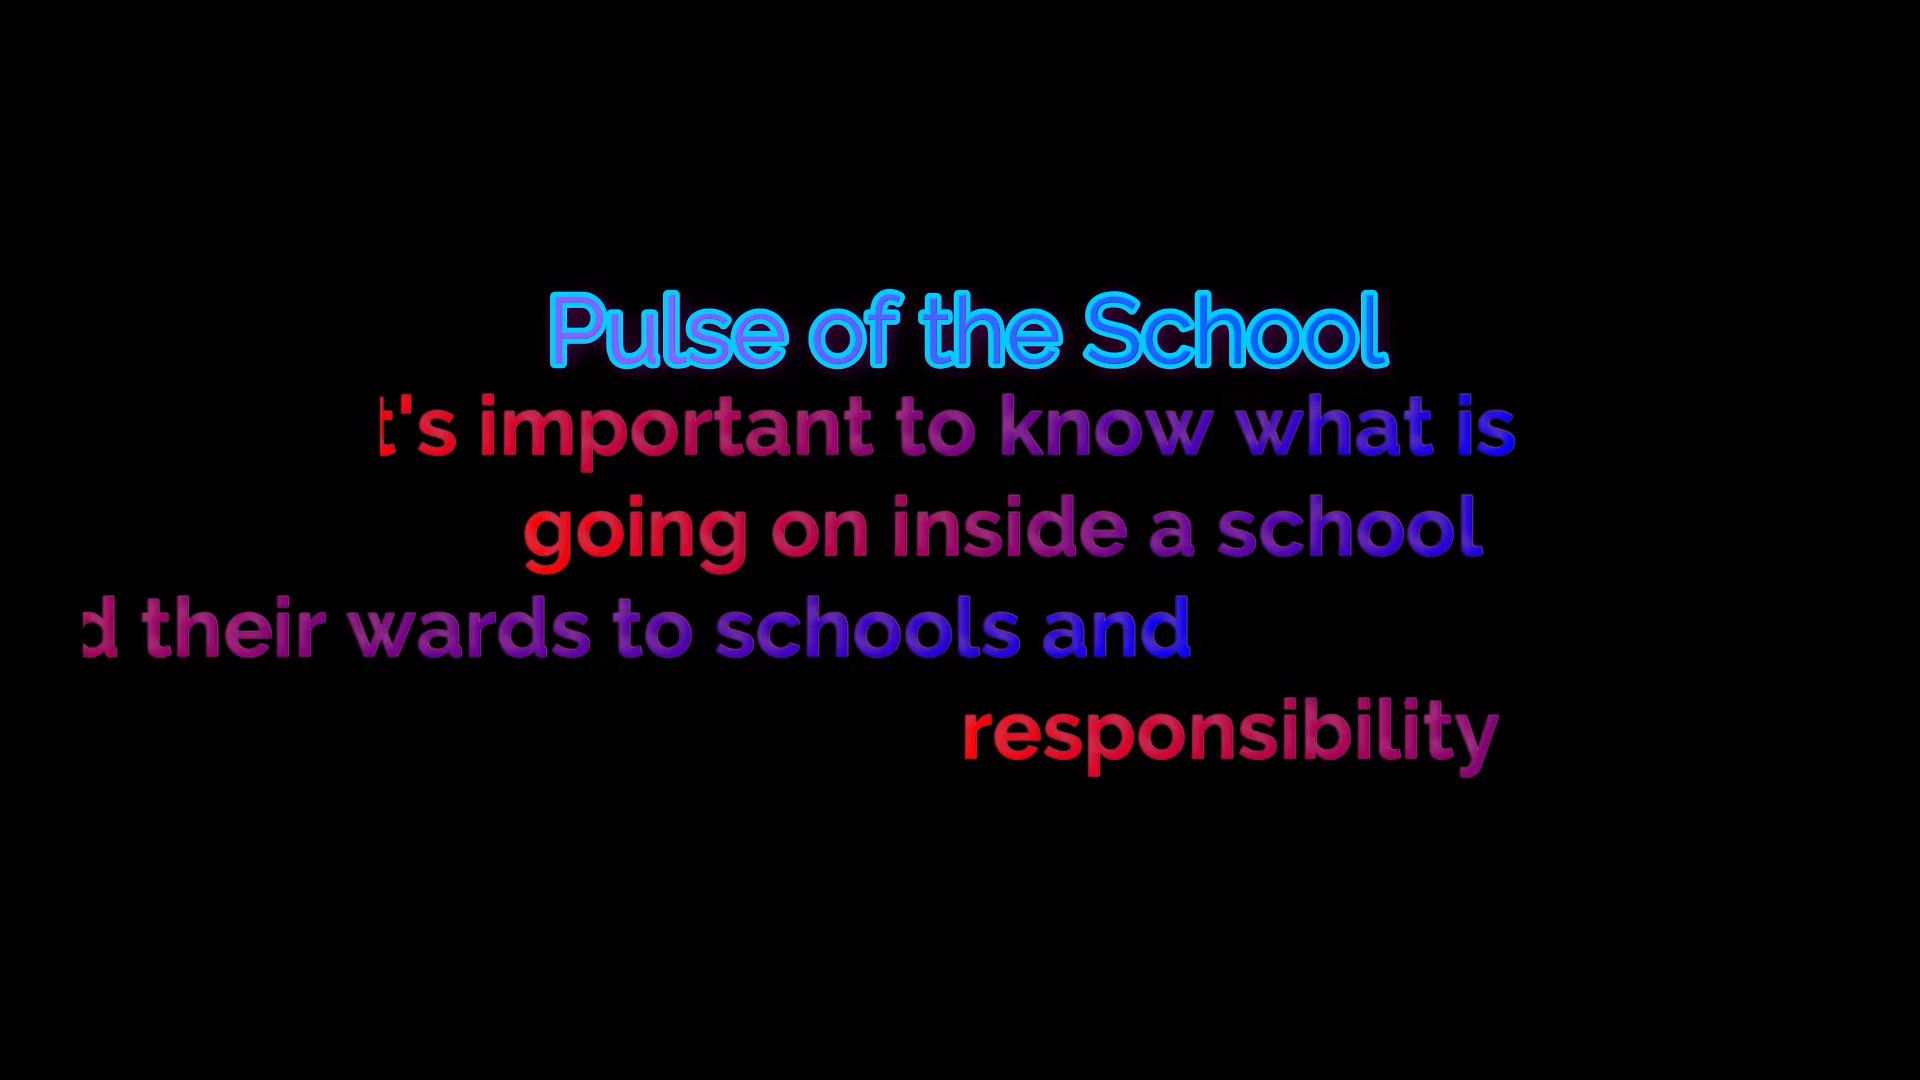 Pulse of the School
t's important to know what is
going on inside a school
d their wards to schools and
responsibility